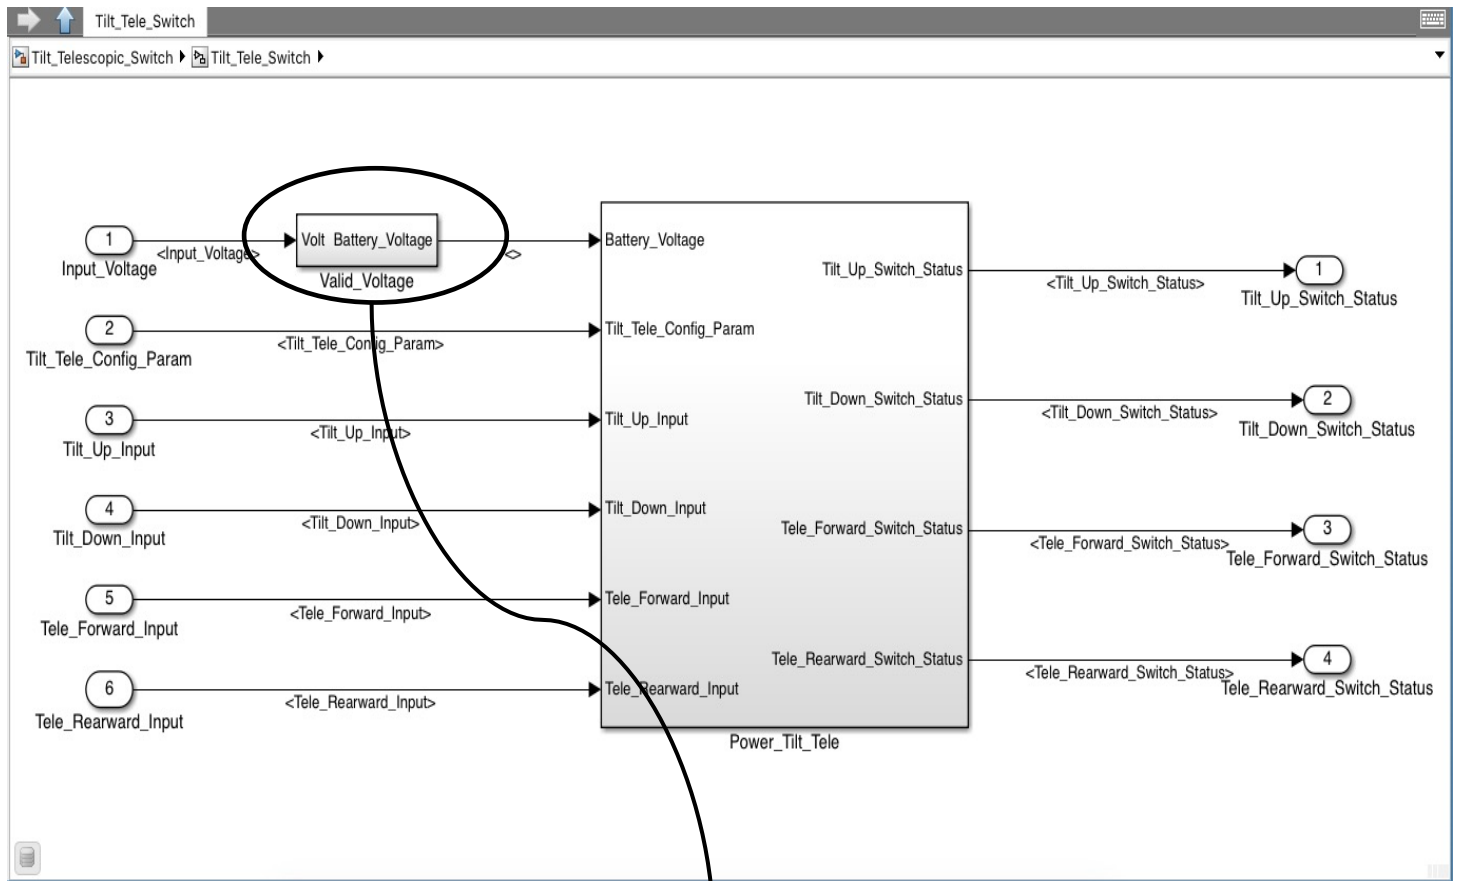 Tilt_Tele_Switch
Tilt_Telescopic_Switch Tilt_Tele_Switch
1
Input_Voltage
<Input_Voltage>
Volt Battery_Voltage
Valid_Voltage
<>
Battery_Voltage
2
Tilt_Tele_Config_Param
<Tilt_Tele_Config_Param>
Tilt_Tele_Config_Param
3
Tilt_Up_Input
<Tilt_Up_Input>
Tilt_Up_Input
4
Tilt_Down_Input
<Tilt_Down_Input>
Tilt_Down_Input
5
Tele_Forward_Input
<Tele_Forward_Input>
Tele_Forward_Input
6
Tele_Rearward_Input
<Tele_Rearward_Input>
Tele_Rearward_Input
Power_Tilt_Tele
Tilt_Up_Switch_Status
<Tilt_Up_Switch_Status>
1
Tilt_Up_Switch_Status
Tilt_Down_Switch_Status
<Tilt_Down_Switch_Status>
2
Tilt_Down_Switch_Status
Tele_Forward_Switch_Status
<Tele_Forward_Switch_Status>
3
Tele_Forward_Switch_Status
Tele_Rearward_Switch_Status
<Tele_Rearward_Switch_Status>
4
Tele_Rearward_Switch_Status